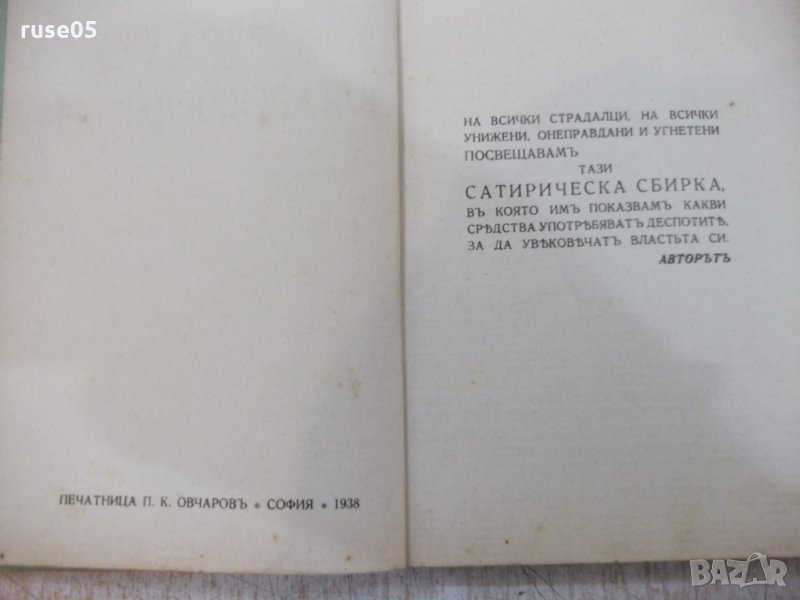 ruse05
ПЕЧАТНИЦА П. К. ОВЧАРОВЪ * СОФИЯ * 1938
НА ВСИЧКИ СТРАДАЛЦИ, НА ВСИЧКИ
УНИЖЕНИ, ОНЕПРАВДАНИ И УГНЕТЕНИ
ПОСВЕЩАВАМЪ
ТАЗИ
САТИРИЧЕСКА СБИРКА,
ВЪ КОЯТО ИМЪ ПОКАЗВАМЪ КАКВИ
СРѢДСТВА УПОТРѢБЯВАТЪ ДЕСПОТИТѢ,
ЗА ДА УВѢКОВѢЧАТЪ ВЛАСТЬТА СИ.
АВТОРЪТЪ
BAZAR